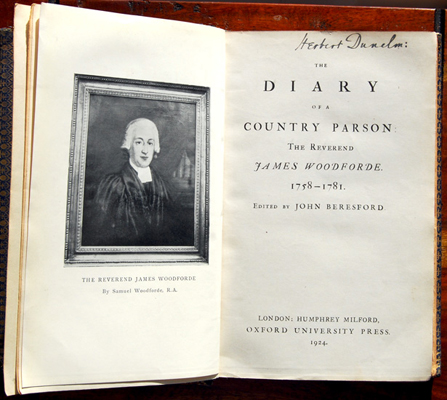 THE REVEREND JAMES WOODFORDE
By Samuel Woodforde, R.A.
Herbert Dunelm:
THE
DIARY
OF A
COUNTRY PARSON:
THE REVEREND
JAMES WOODFORDE.
1758–1781.
EDITED BY JOHN BERESFORD
LONDON: HUMPHREY MILFORD,
OXFORD UNIVERSITY PRESS.
1924.